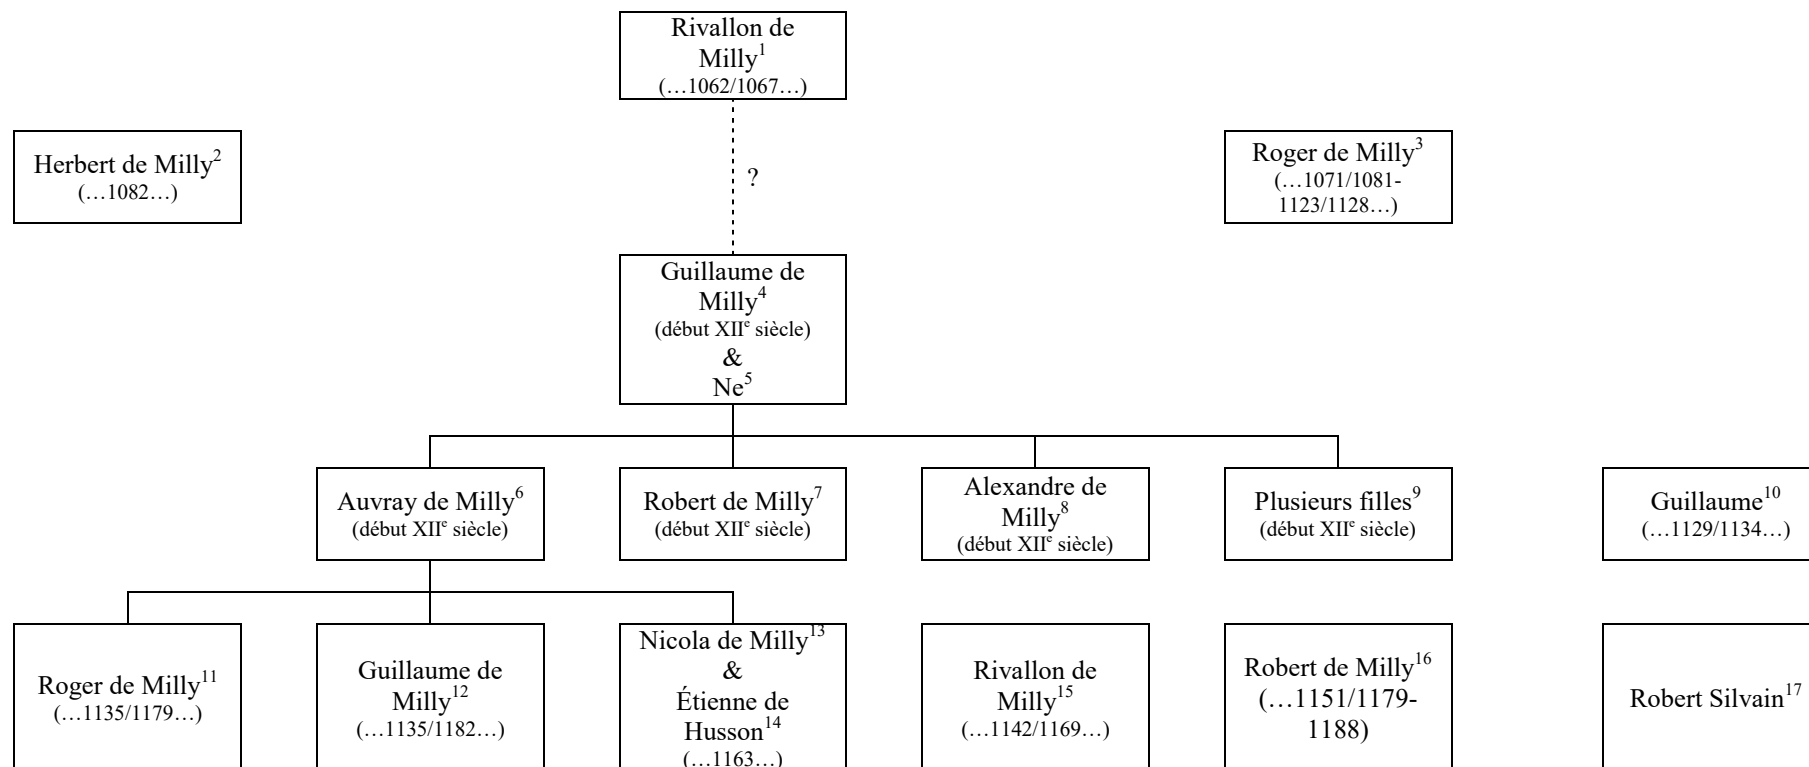 Rivallon de
Milly1
(…1062/1067…)
Herbert de Milly2
(…1082…)
?
Roger de Milly3
(…1071/1081-
1123/1128…)
Guillaume de
Milly4
(début XIIe siècle)
&
Ne5
Auvray de Milly6
(début XIIe siècle)
Robert de Milly7
(début XIIe siècle)
Alexandre de
Milly8
(début XIIe siècle)
Plusieurs filles9
(début XIIe siècle)
Guillaume10
(…1129/1134…)
Roger de Milly11
(…1135/1179…)
Guillaume de
Milly12
(…1135/1182…)
Nicola de Milly13
&
Étienne de
Husson14
(…1163…)
Rivallon de
Milly15
(…1142/1169…)
Robert de Milly16
(…1151/1179-
1188)
Robert Silvain17